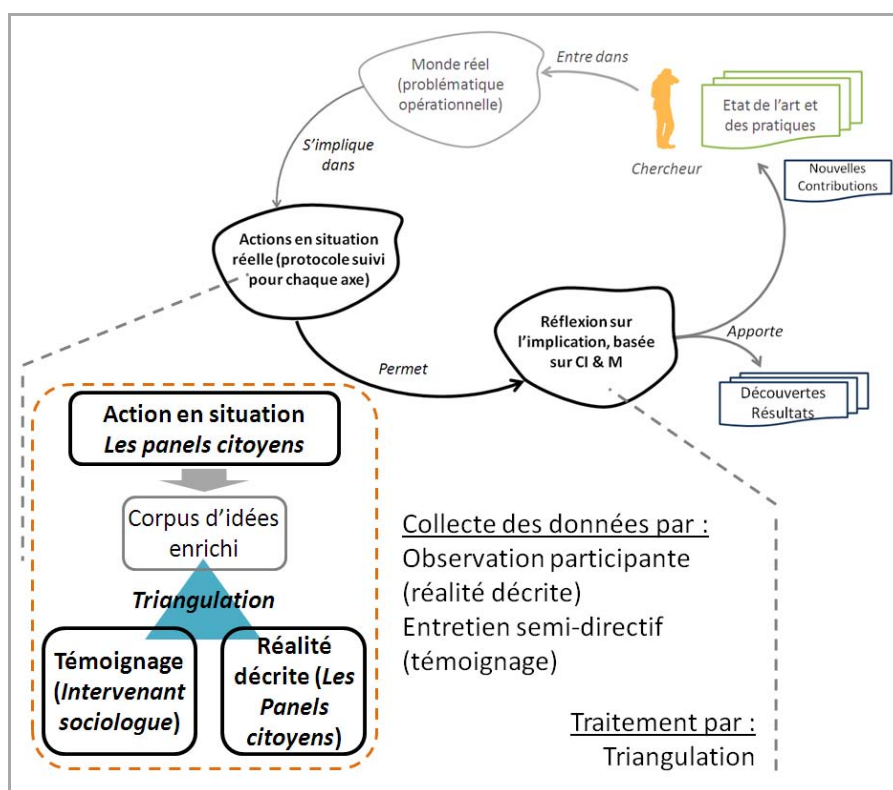 Monde réel
(problématique
opérationnelle)
Entre dans
Etat de l'art et
des pratiques
Chercheur
Nouvelles
Contributions
S'implique
dans
Actions en situation
réelle (protocole suivi
pour chaque axe)
Réflexion sur
l'implication, basée
sur CI & M
Apporte
Permet
Découvertes
Résultats
Action en situation
Les panels citoyens
Corpus d'idées
enrichi
Triangulation
Témoignage
(Intervenant
sociologue)
Réalité
décrite (Les
Panels
citoyens)
Collecte des données par :
Observation participante
(réalité décrite)
Entretien semi-directif
(témoignage)
Traitement par :
Triangulation